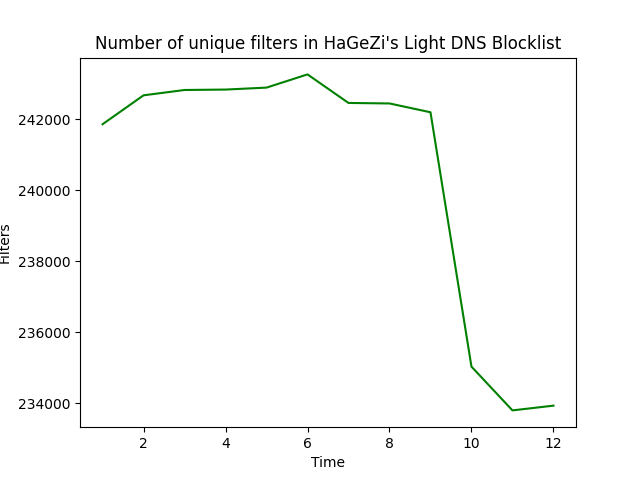 Number of unique filters in HaGeZi's Light DNS Blocklist
242000
240000
238000
236000
234000
Filters
2 4 6 8 10 12
Time